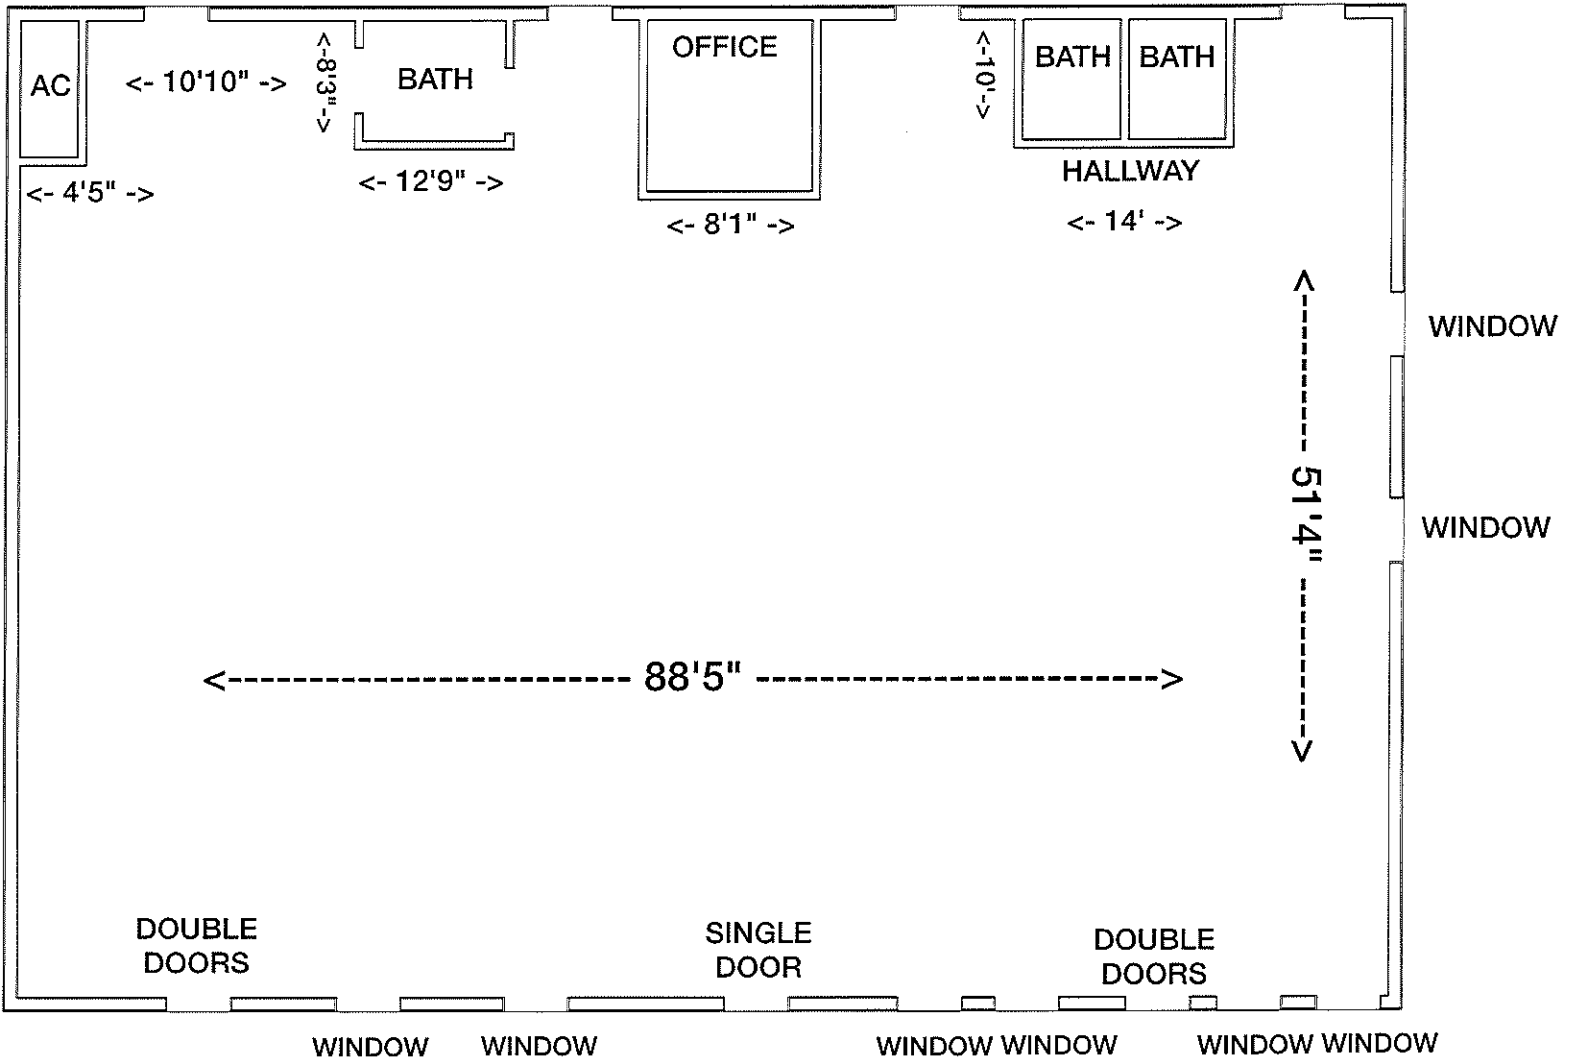 AC
<- 10'10" ->
<-8'3"->
BATH
OFFICE
<-10'->
BATH
BATH
<- 4'5" ->
<- 12'9" ->
<- 8'1" ->
HALLWAY
<- 14' ->
WINDOW
<--------- 51'4" --------->
WINDOW
<----------------------------- 88'5" ----------------------------->
DOUBLE
DOORS
SINGLE
DOOR
DOUBLE
DOORS
WINDOW
WINDOW
WINDOW WINDOW
WINDOW WINDOW